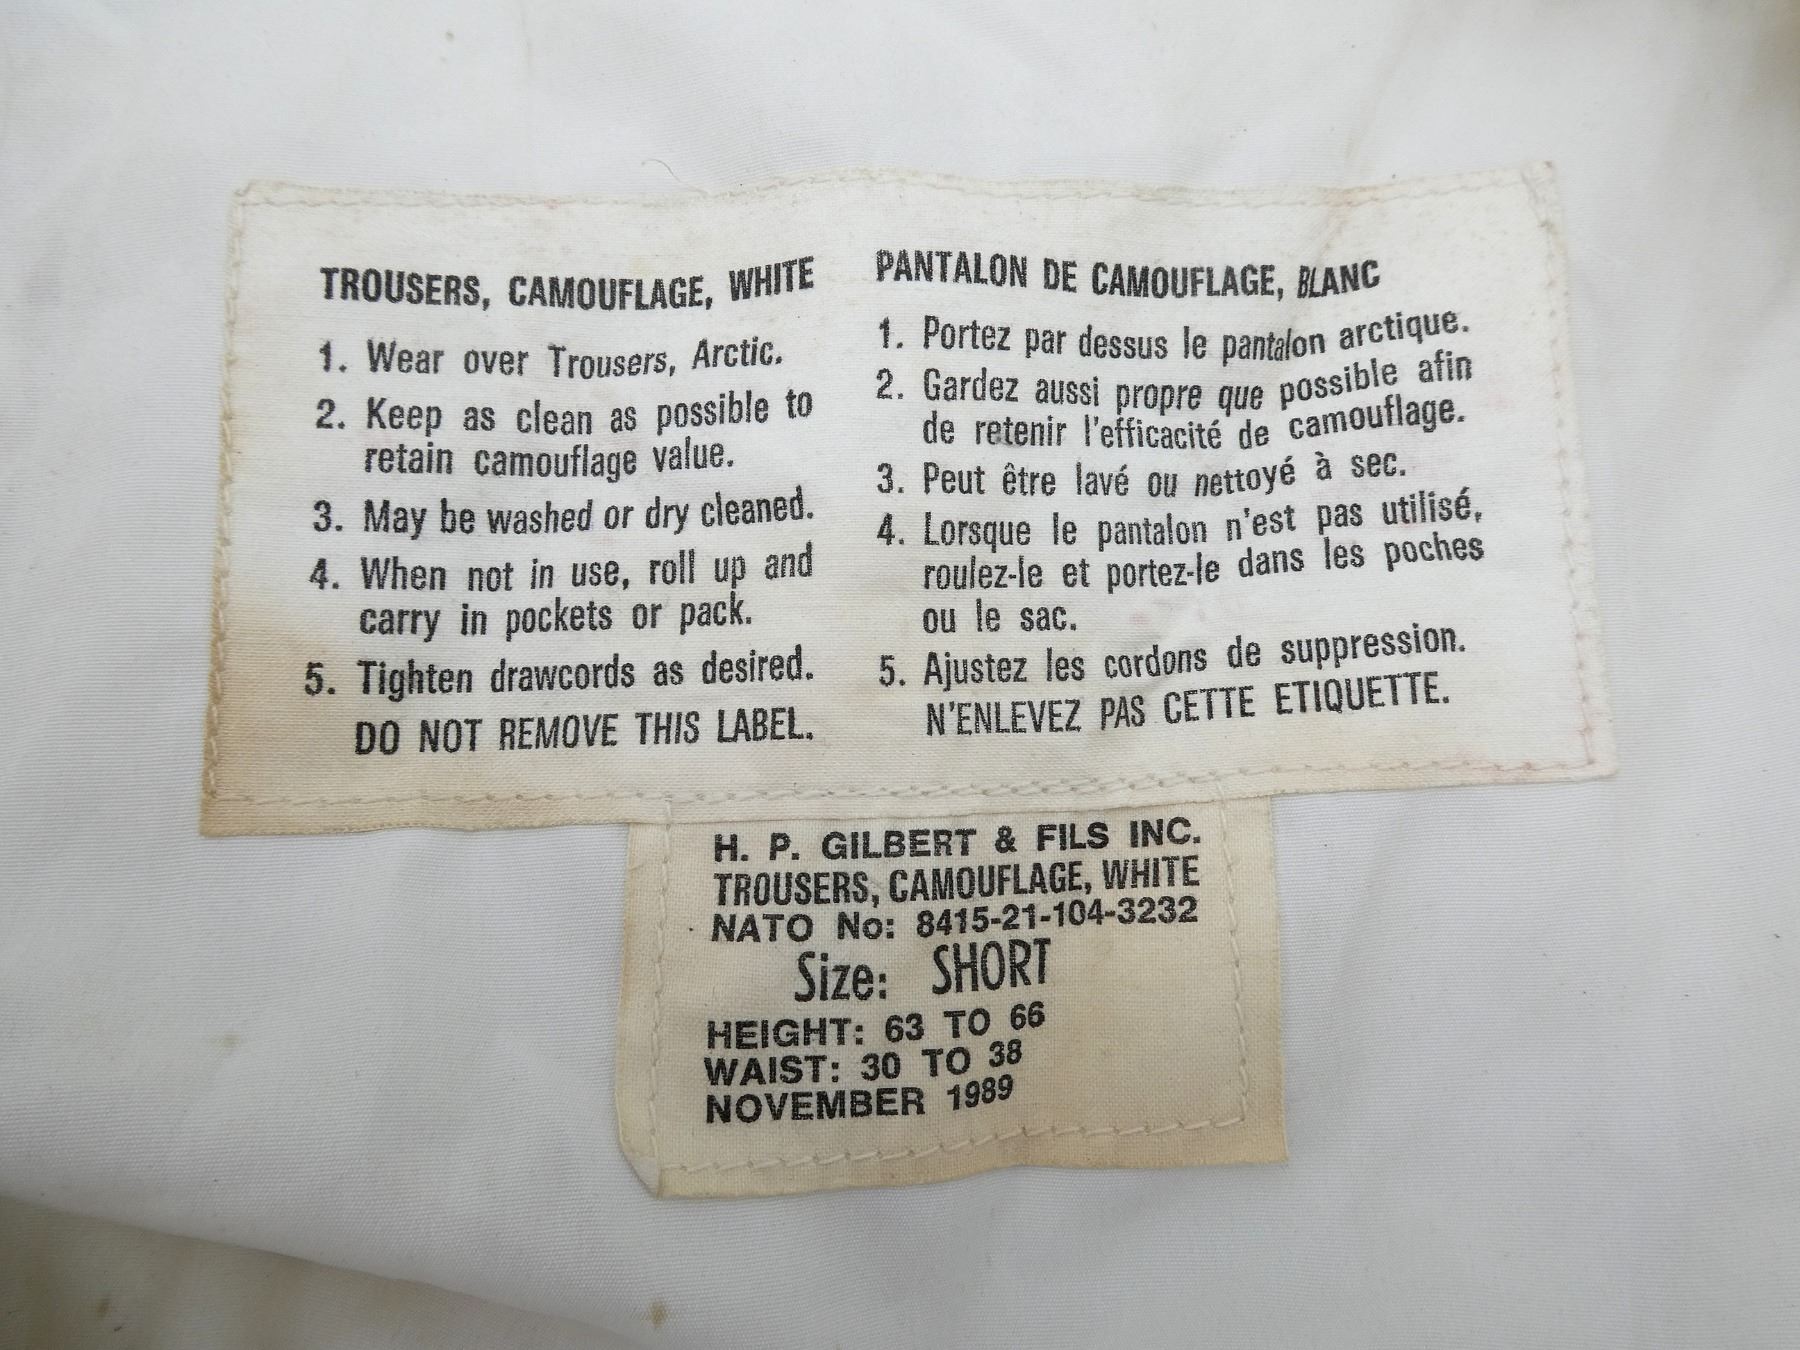 TROUSERS, CAMOUFLAGE, WHITE
1. Wear over Trousers, Arctic.
2. Keep as clean as possible to
retain camouflage value.
3. May be washed or dry cleaned.
4. When not in use, roll up and
carry in pockets or pack.
5. Tighten drawcords as desired.
DO NOT REMOVE THIS LABEL.
PANTALON DE CAMOUFLAGE, BLANC
1. Portez par dessus le pantalon arctique.
2. Gardez aussi propre que possible afin
de retenir l'efficacité de camouflage.
3. Peut être lavé ou nettoyé à sec.
4. Lorsque le pantalon n'est pas utilisé,
roulez-le et portez-le dans les poches
ou le sac.
5. Ajustez les cordons de suppression.
N'ENLEVEZ PAS CETTE ETIQUETTE.
H. P. GILBERT & FILS INC.
TROUSERS, CAMOUFLAGE, WHITE
NATO No: 8415-21-104-3232
Size: SHORT
HEIGHT: 63 TO 66
WAIST: 30 TO 38
NOVEMBER 1989